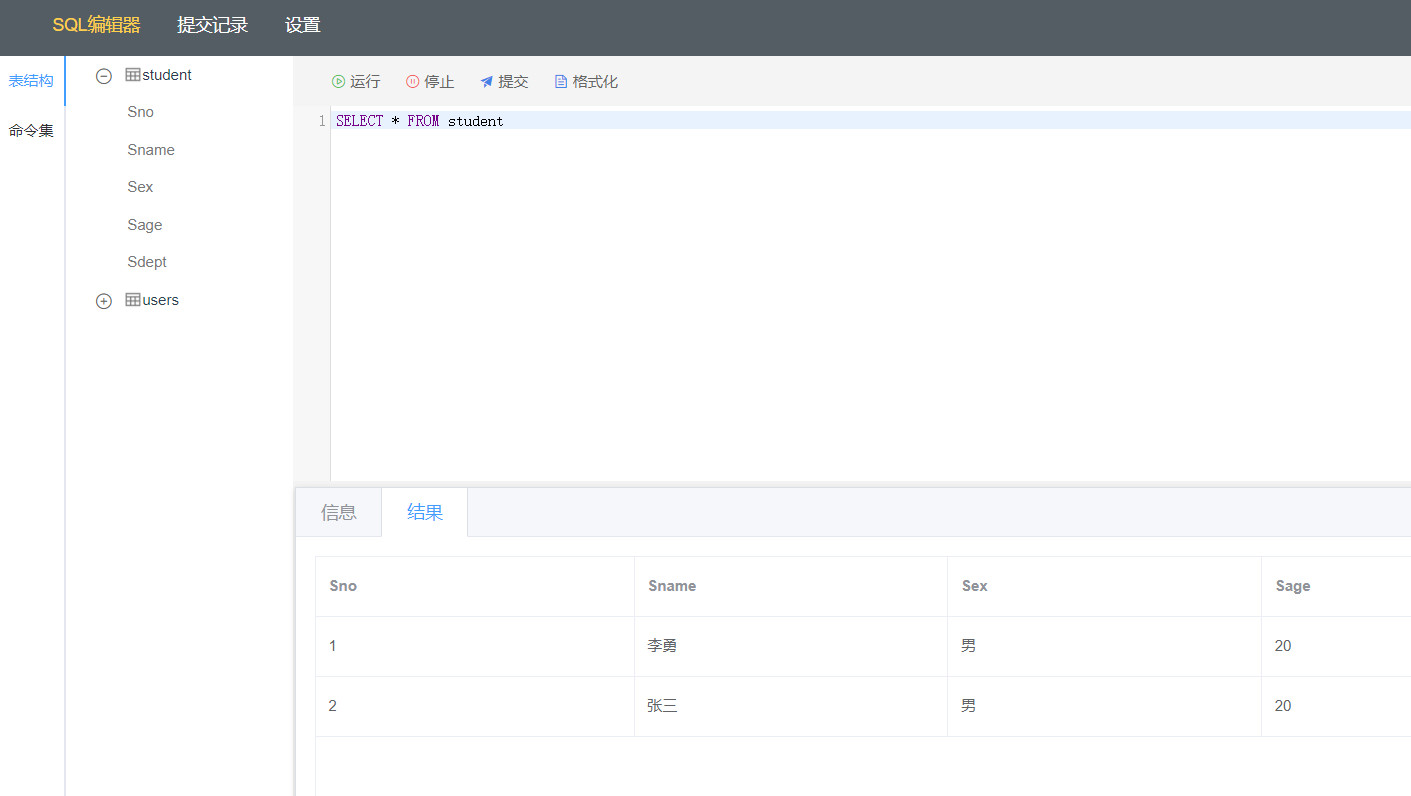 SQL编辑器 提交记录 设置
表结构
命令集
student
Sno
Sname
Sex
Sage
Sdept
users
运行 停止 提交 格式化
1 SELECT * FROM student
信息 结果
Sno Sname Sex Sage
1 李勇 男 20
2 张三 男 20